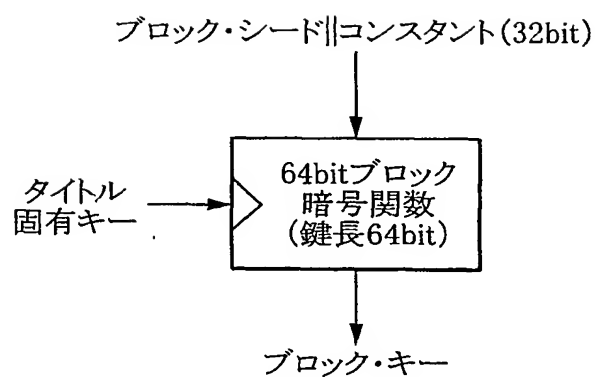 ブロック・シード||コンスタント(32bit)
64bitブロック
暗号関数
(鍵長64bit)
タイトル
固有キー
ブロック・キー